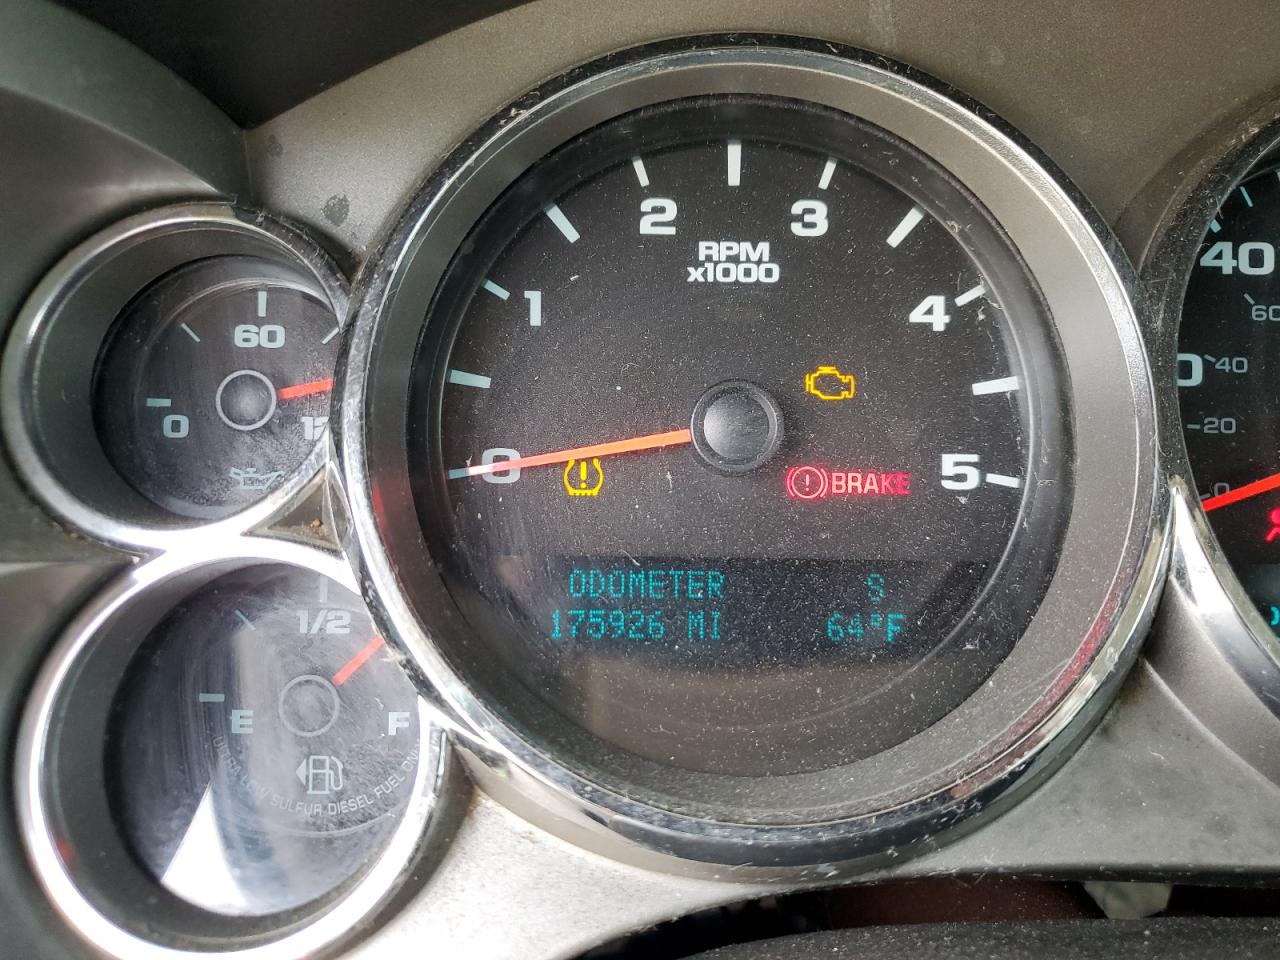 2
3
RPM
x1000
1
4
0
5
BRAKE
ODOMETER S
175926 MI 64°F
60
0
1/2
E
F
ULTRA LOW SULFUR DIESEL FUEL ONLY
40
60
40
20
0